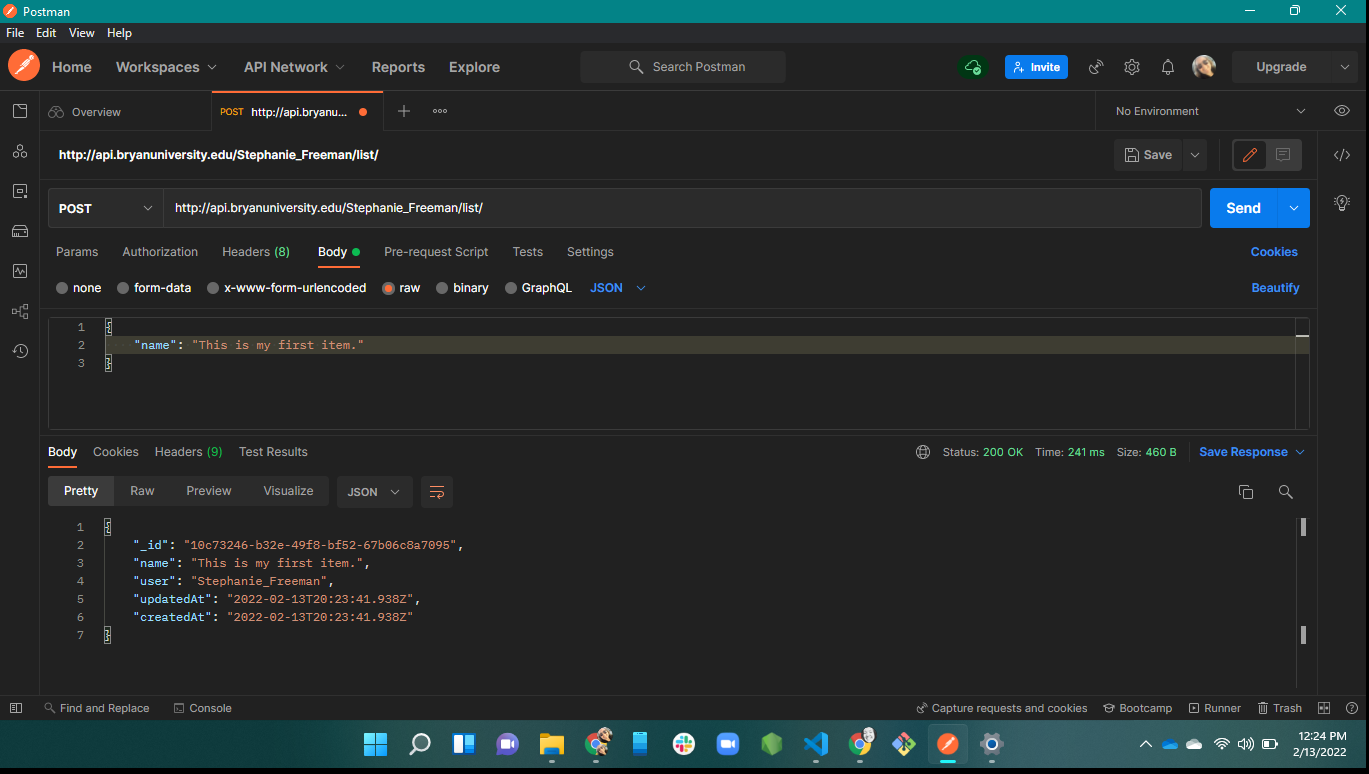 Postman
File Edit View Help
Home Workspaces API Network Reports Explore Search Postman Invite Upgrade
Overview POST http://api.bryanu... No Environment
http://api.bryanuniversity.edu/Stephanie_Freeman/list/ Save
POST http://api.bryanuniversity.edu/Stephanie_Freeman/list/ Send
Params Authorization Headers (8) Body Pre-request Script Tests Settings Cookies
none form-data x-www-form-urlencoded raw binary GraphQL JSON Beautify
1 {
2 "name": "This is my first item."
3 }
Body Cookies Headers (9) Test Results Status: 200 OK Time: 241 ms Size: 460 B Save Response
Pretty Raw Preview Visualize JSON
1 {
2 "_id": "10c73246-b32e-49f8-bf52-67b06c8a7095",
3 "name": "This is my first item.",
4 "user": "Stephanie_Freeman",
5 "updatedAt": "2022-02-13T20:23:41.938Z",
6 "createdAt": "2022-02-13T20:23:41.938Z"
7 }
Find and Replace Console Capture requests and cookies Bootcamp Runner Trash
12:24 PM
2/13/2022